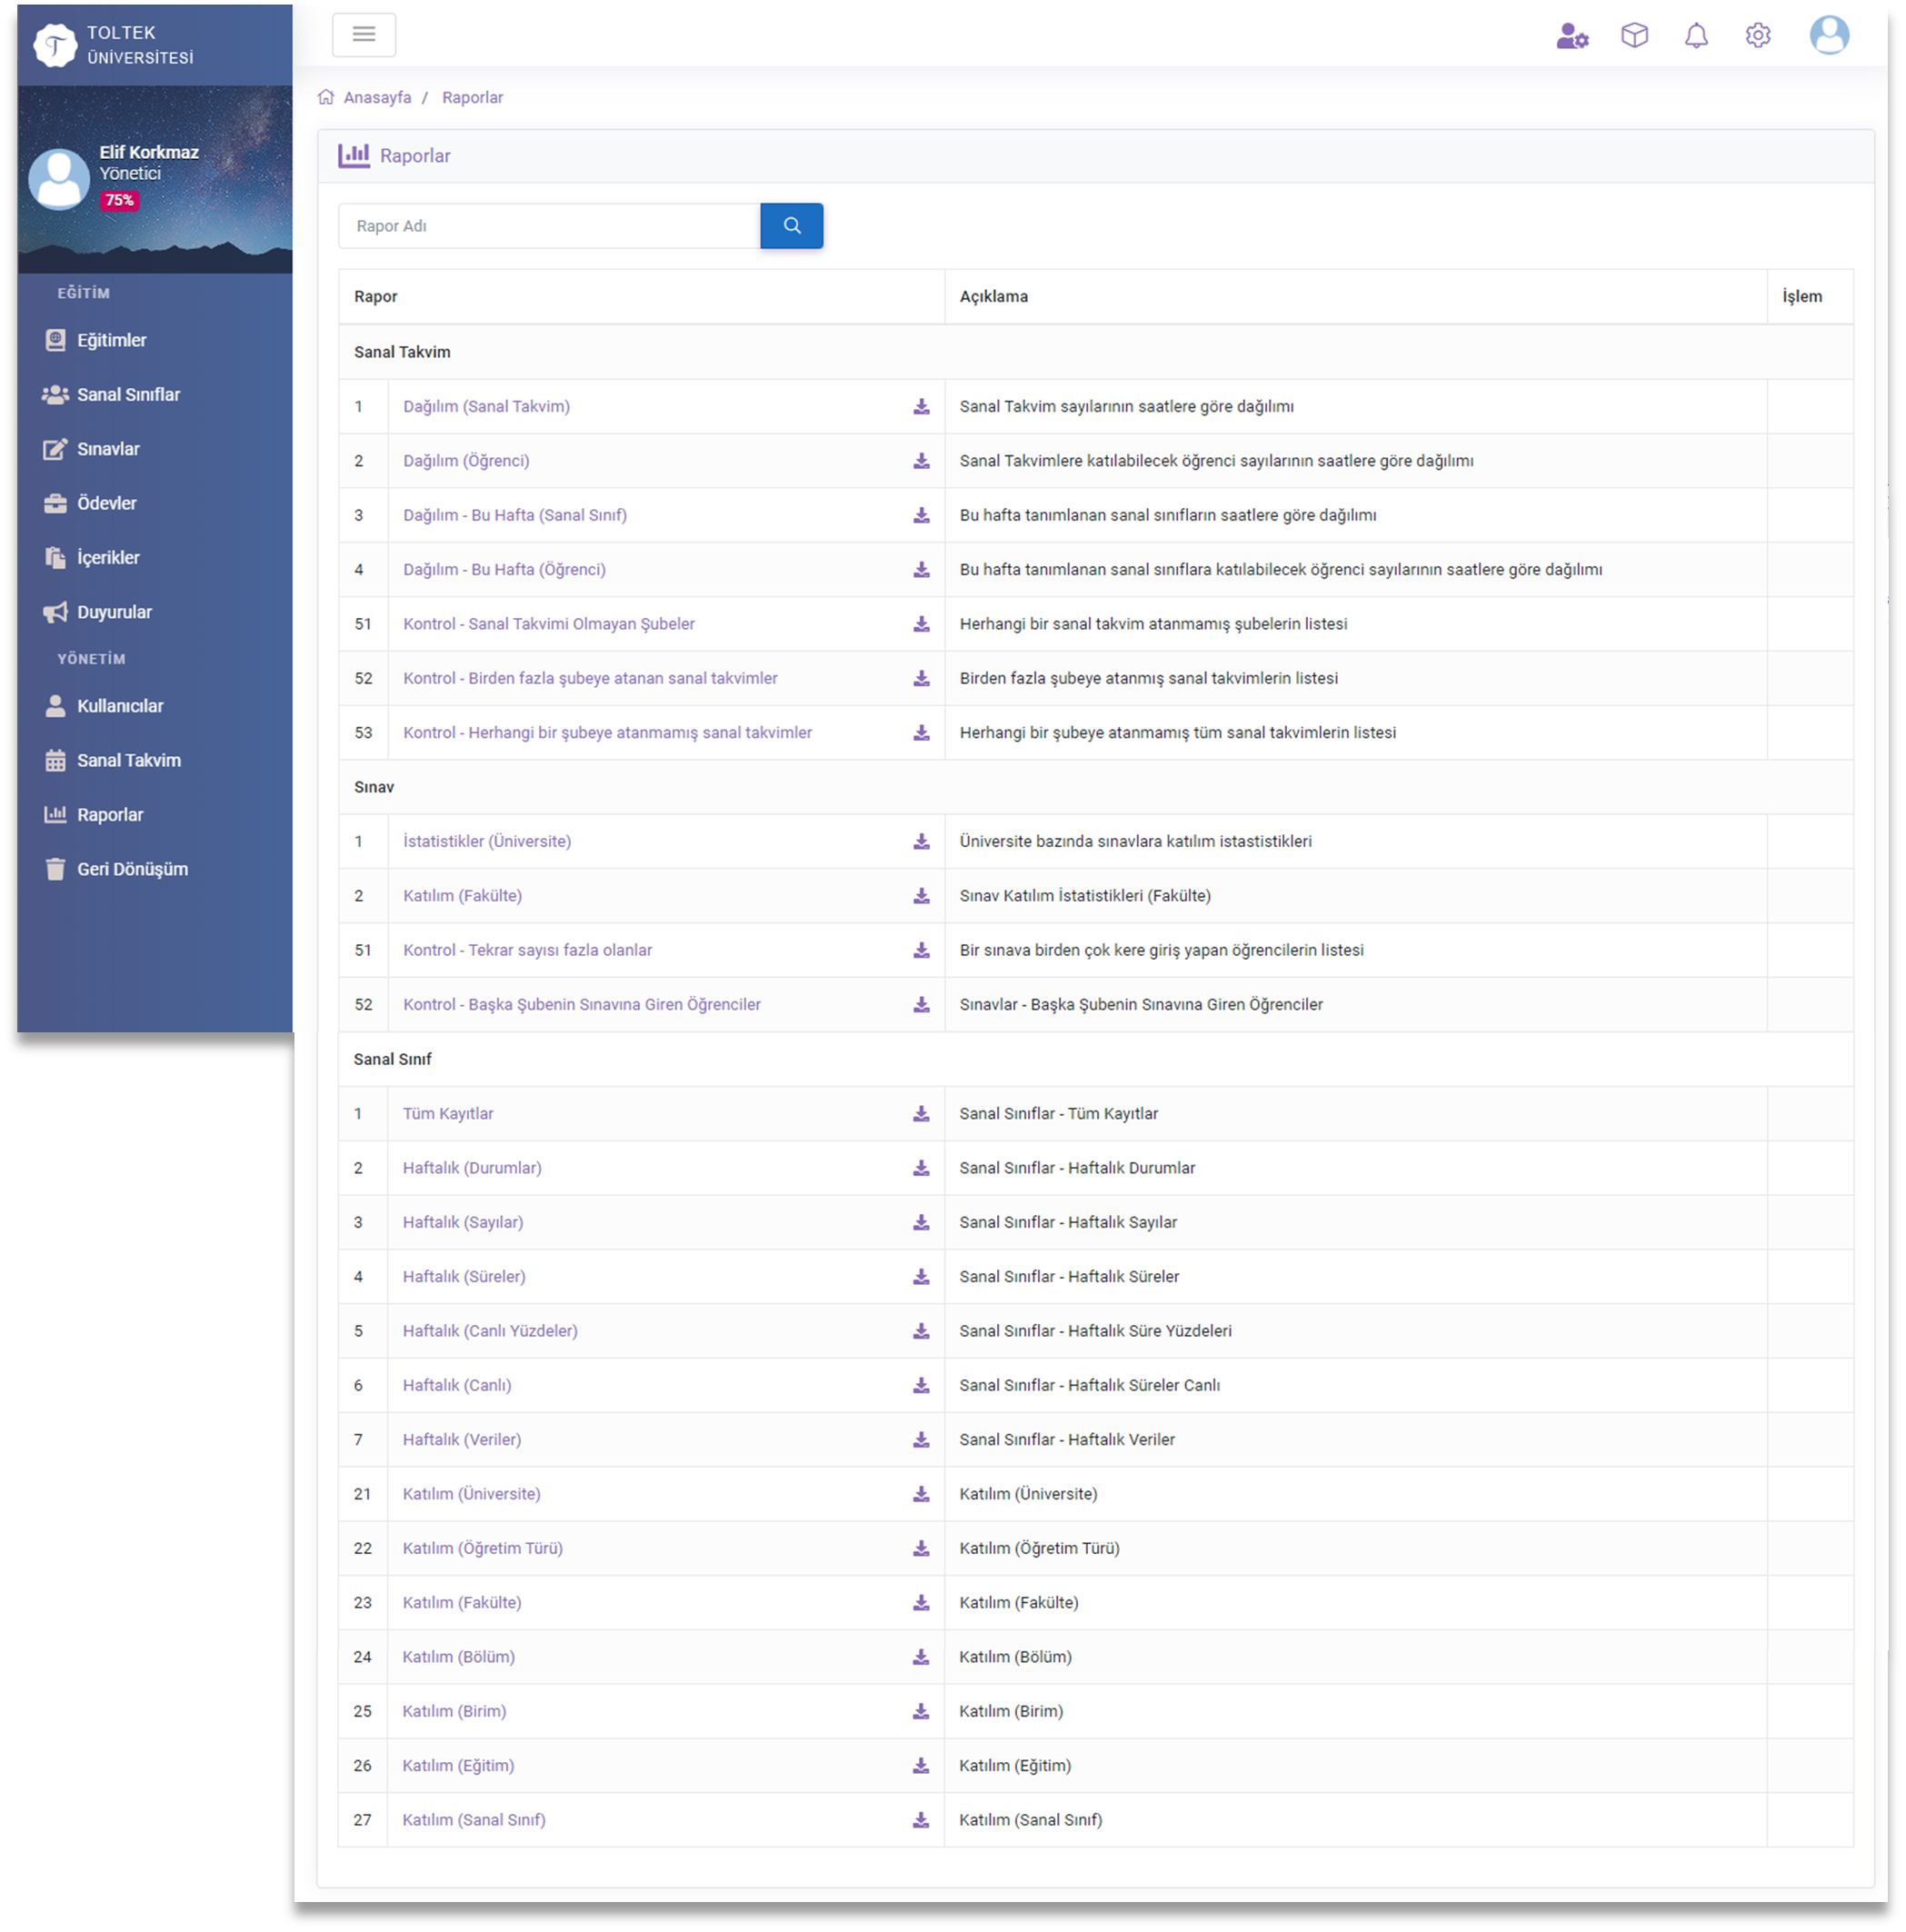 TOLTEK
ÜNİVERSİTESİ
Elif Korkmaz
Yönetici
75%
EĞİTİM
Eğitimler
Sanal Sınıflar
Sınavlar
Ödevler
İçerikler
Duyurular
YÖNETİM
Kullanıcılar
Sanal Takvim
Raporlar
Geri Dönüşüm
Anasayfa / Raporlar
Raporlar
Rapor Adı
Rapor Açıklama İşlem
Sanal Takvim
1 Dağılım (Sanal Takvim) Sanal Takvim sayılarının saatlere göre dağılımı
2 Dağılım (Öğrenci) Sanal Takvimlere katılabilecek öğrenci sayılarının saatlere göre dağılımı
3 Dağılım - Bu Hafta (Sanal Sınıf) Bu hafta tanımlanan sanal sınıfların saatlere göre dağılımı
4 Dağılım - Bu Hafta (Öğrenci) Bu hafta tanımlanan sanal sınıflara katılabilecek öğrenci sayılarının saatlere göre dağılımı
51 Kontrol - Sanal Takvimi Olmayan Şubeler Herhangi bir sanal takvim atanmamış şubelerin listesi
52 Kontrol - Birden fazla şubeye atanan sanal takvimler Birden fazla şubeye atanmış sanal takvimlerin listesi
53 Kontrol - Herhangi bir şubeye atanmamış sanal takvimler Herhangi bir şubeye atanmamış tüm sanal takvimlerin listesi
Sınav
1 İstatistikler (Üniversite) Üniversite bazında sınavlara katılım istastistikleri
2 Katılım (Fakülte) Sınav Katılım İstatistikleri (Fakülte)
51 Kontrol - Tekrar sayısı fazla olanlar Bir sınava birden çok kere giriş yapan öğrencilerin listesi
52 Kontrol - Başka Şubenin Sınavına Giren Öğrenciler Sınavlar - Başka Şubenin Sınavına Giren Öğrenciler
Sanal Sınıf
1 Tüm Kayıtlar Sanal Sınıflar - Tüm Kayıtlar
2 Haftalık (Durumlar) Sanal Sınıflar - Haftalık Durumlar
3 Haftalık (Sayılar) Sanal Sınıflar - Haftalık Sayılar
4 Haftalık (Süreler) Sanal Sınıflar - Haftalık Süreler
5 Haftalık (Canlı Yüzdeler) Sanal Sınıflar - Haftalık Süre Yüzdeleri
6 Haftalık (Canlı) Sanal Sınıflar - Haftalık Süreler Canlı
7 Haftalık (Veriler) Sanal Sınıflar - Haftalık Veriler
21 Katılım (Üniversite) Katılım (Üniversite)
22 Katılım (Öğretim Türü) Katılım (Öğretim Türü)
23 Katılım (Fakülte) Katılım (Fakülte)
24 Katılım (Bölüm) Katılım (Bölüm)
25 Katılım (Birim) Katılım (Birim)
26 Katılım (Eğitim) Katılım (Eğitim)
27 Katılım (Sanal Sınıf) Katılım (Sanal Sınıf)